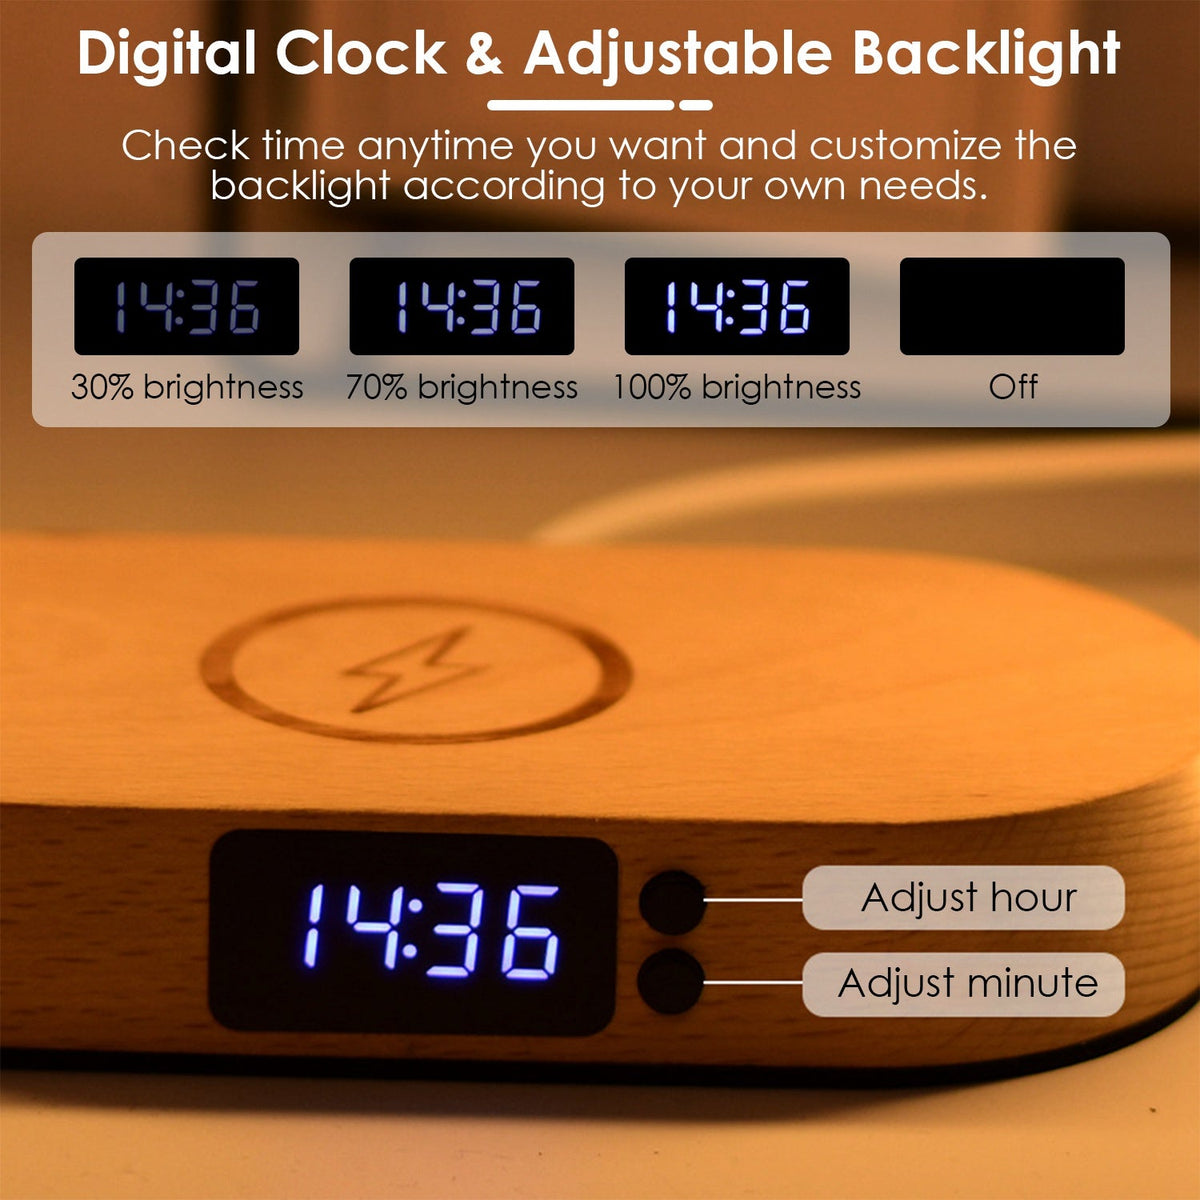 Digital Clock & Adjustable Backlight
Check time anytime you want and customize the
backlight according to your own needs.
14:36 14:36 14:36
30% brightness 70% brightness 100% brightness Off
14:36
Adjust hour
Adjust minute